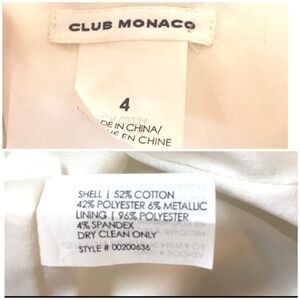 CLUB MONACO
4
DE IN CHINA/
EN CHINE
SHELL | 52% COTTON
42% POLYESTER 6% METALLIC
LINING | 96% POLYESTER
4% SPANDEX
DRY CLEAN ONLY
STYLE # 00200636